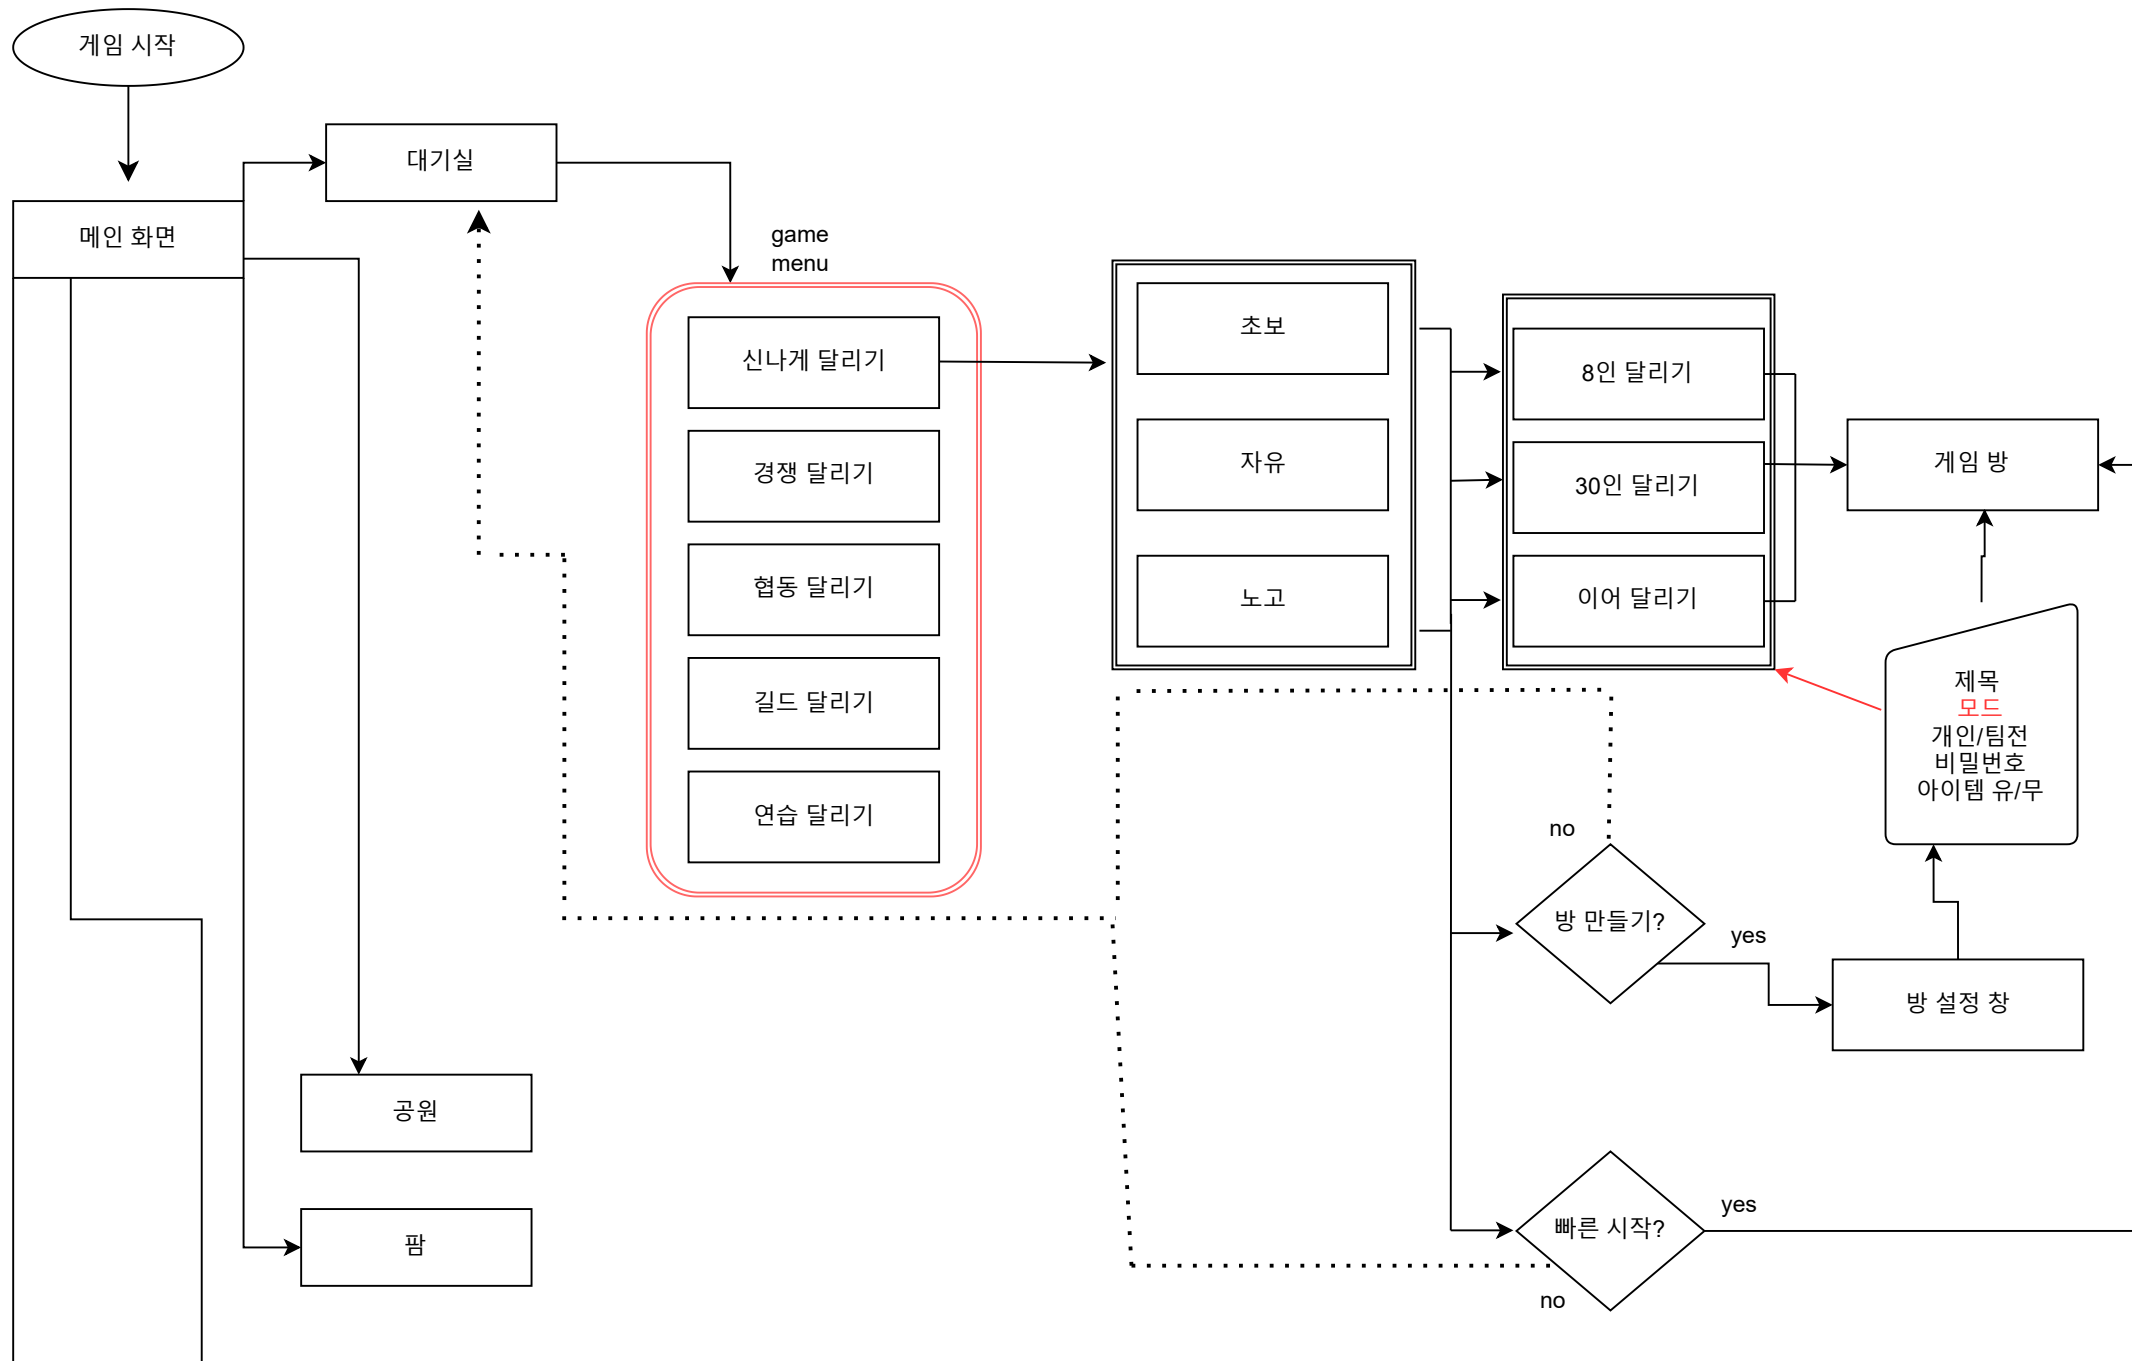 게임 시작
대기실
메인 화면
game
menu
신나게 달리기
경쟁 달리기
협동 달리기
길드 달리기
연습 달리기
초보
자유
노고
8인 달리기
30인 달리기
이어 달리기
게임 방
제목
모드
개인/팀전
비밀번호
아이템 유/무
no
방 만들기?
yes
방 설정 창
공원
팜
빠른 시작?
yes
no